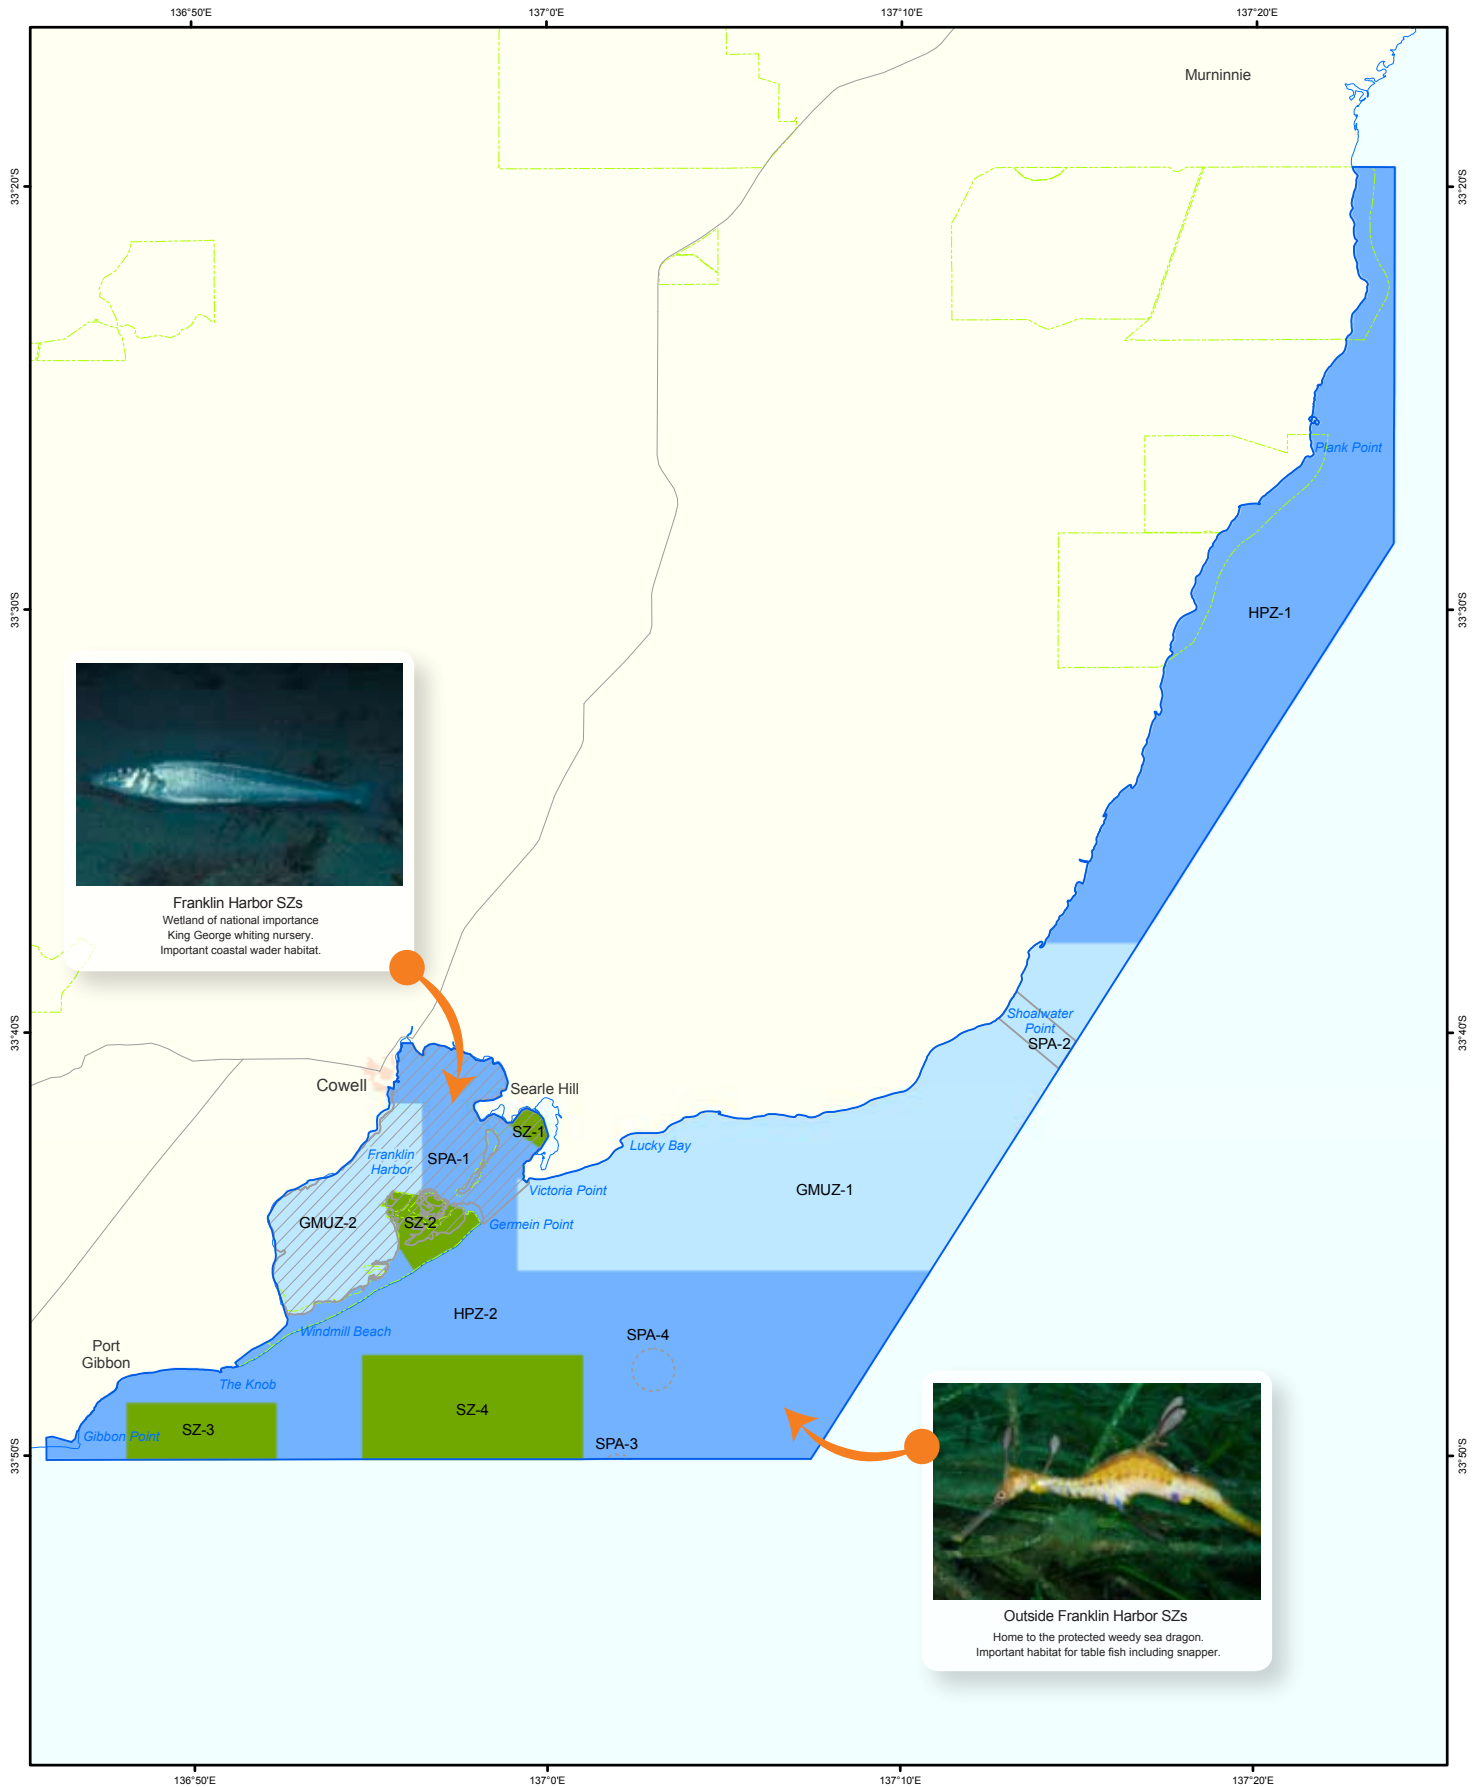 136°50'E
137°0'E
137°10'E
137°20'E
Murninnie
33°20'S
33°20'S
Plank Point
33°30'S
33°30'S
HPZ-1
Franklin Harbor SZs
Wetland of national importance
King George whiting nursery.
Important coastal wader habitat.
33°40'S
33°40'S
Shoalwater
Point
SPA-2
Cowell
Searle Hill
SZ-1
Lucky Bay
Franklin
Harbor
SPA-1
Victoria Point
GMUZ-1
GMUZ-2
SZ-2
Germein Point
HPZ-2
Windmill Beach
SPA-4
Port
Gibbon
The Knob
SZ-4
SZ-3
Gibbon Point
SPA-3
33°50'S
33°50'S
Outside Franklin Harbor SZs
Home to the protected weedy sea dragon.
Important habitat for table fish including snapper.
136°50'E
137°0'E
137°10'E
137°20'E